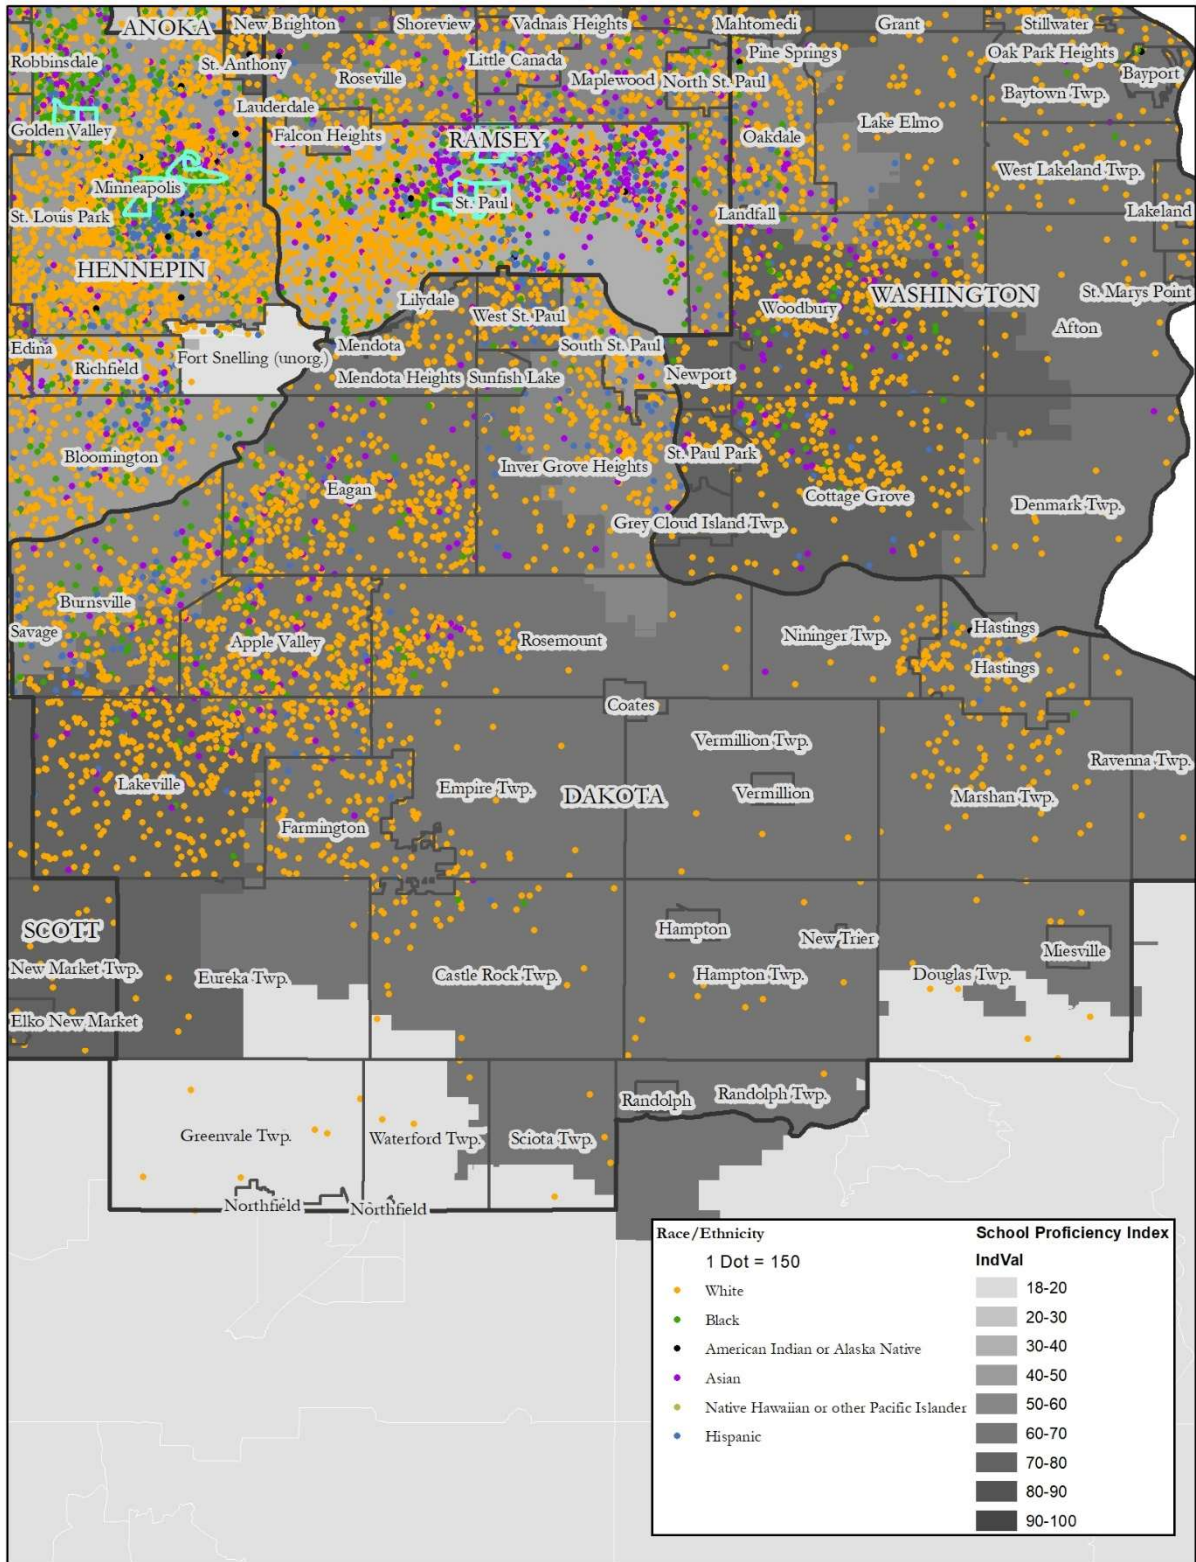 ANOKA
New Brighton
Shoreview
Vadnais Heights
Mahtomedi
Grant
Stillwater
Robbinsdale
St. Anthony
Roseville
Little Canada
Maplewood
North St. Paul
Pine Springs
Oak Park Heights
Bayport
Baytown Twp.
Lauderdale
Golden Valley
Falcon Heights
RAMSEY
Oakdale
Lake Elmo
West Lakeland Twp.
Minneapolis
St. Louis Park
St. Paul
Landfall
Lakeland
HENNEPIN
Lilydale
West St. Paul
Woodbury
WASHINGTON
St. Marys Point
Afton
Edina
Richfield
Fort Snelling (unorg.)
Mendota
South St. Paul
Mendota Heights
Sunfish Lake
Newport
Bloomington
Eagan
Inver Grove Heights
St. Paul Park
Cottage Grove
Denmark Twp.
Grey Cloud Island Twp.
Burnsville
Savage
Apple Valley
Rosemount
Nininger Twp.
Hastings
Hastings
Coates
Vermillion Twp.
Ravenna Twp.
Lakeville
Empire Twp.
DAKOTA
Vermillion
Marshan Twp.
Farmington
SCOTT
Hampton
New Trier
Miesville
New Market Twp.
Eureka Twp.
Castle Rock Twp.
Hampton Twp.
Douglas Twp.
Elko New Market
Randolph
Randolph Twp.
Greenvale Twp.
Waterford Twp.
Sciota Twp.
Northfield
Northfield
Race/Ethnicity
1 Dot = 150
White
Black
American Indian or Alaska Native
Asian
Native Hawaiian or other Pacific Islander
Hispanic
School Proficiency Index
IndVal
18-20
20-30
30-40
40-50
50-60
60-70
70-80
80-90
90-100